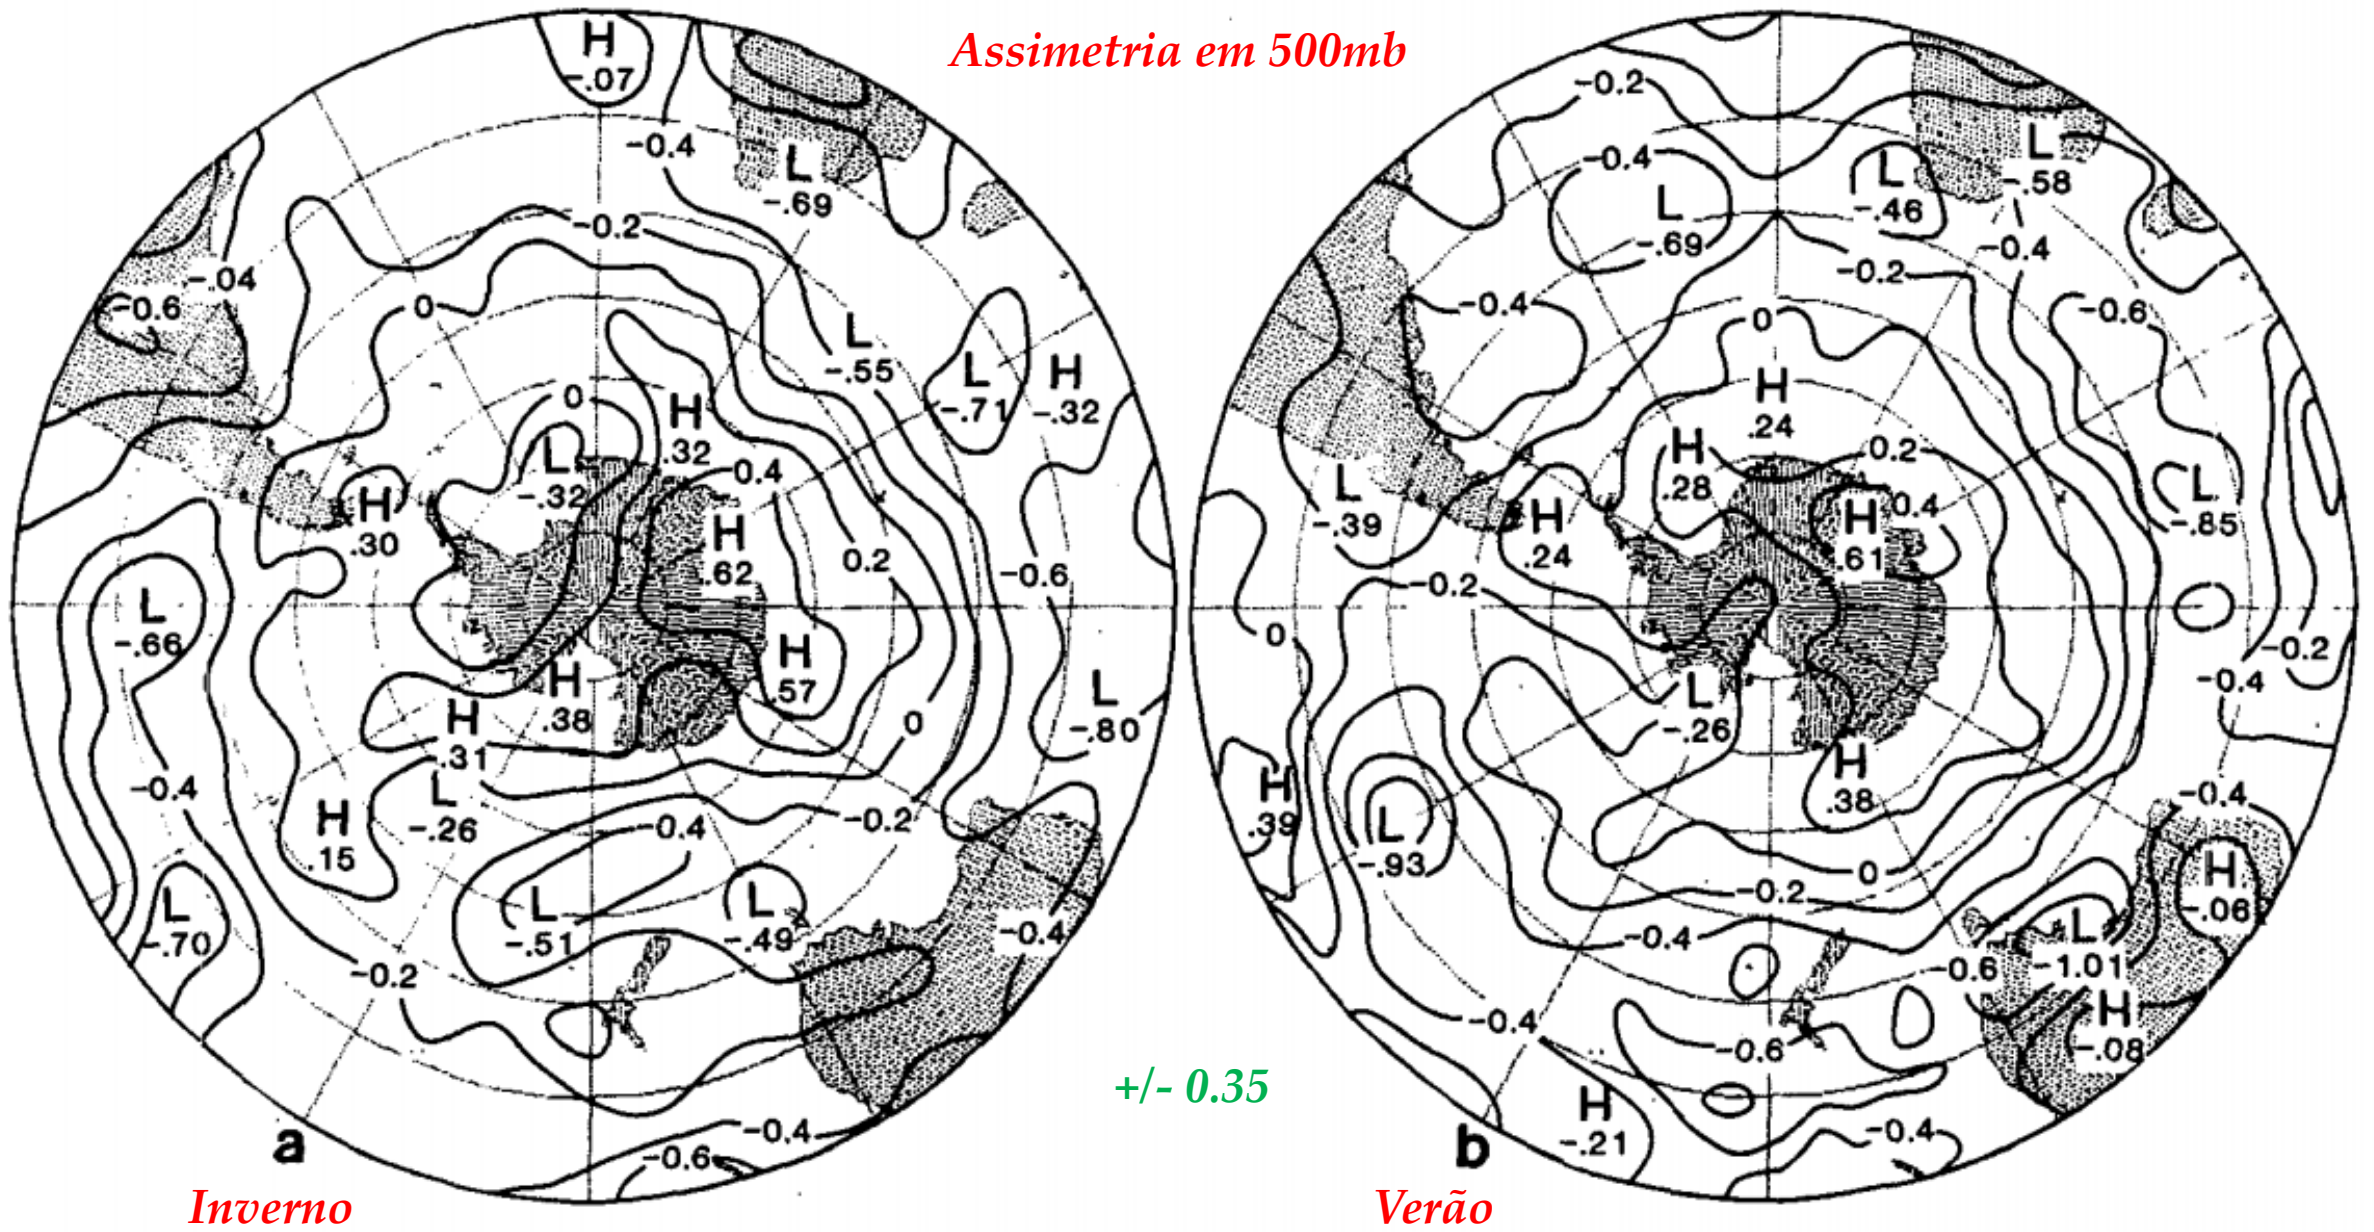 Assimetria em 500mb
H
-.07
-0.4
L
-.69
-0.2
-.04
-0.6
0
L
-.55
L
-.71
H
-.32
0
H
.32
L
-.32
0.4
H
.30
H
.62
0.2
-0.6
L
-.66
H
.57
H
.38
H
.31
L
-.80
0
L
-.26
-0.4
H
.15
-0.4
-0.2
L
-.70
L
-.51
L
-.49
-0.4
-0.2
-0.4
-0.6
a
Inverno
+/- 0.35
-0.2
-0.4
L
-.69
L
-.46
L
-.58
-0.4
-0.2
-0.4
0
-0.6
H
.24
H
.28
0.2
L
-.39
H
.24
H
.61
0.4
L
-.85
-0.2
0
-0.2
-0.4
L
-.26
H
.39
H
.38
L
-.93
-0.4
0
-0.2
H
-.06
-0.4
L
-1.01
-0.6
H
-.08
-0.4
-0.6
H
-.21
-0.4
b
Verão